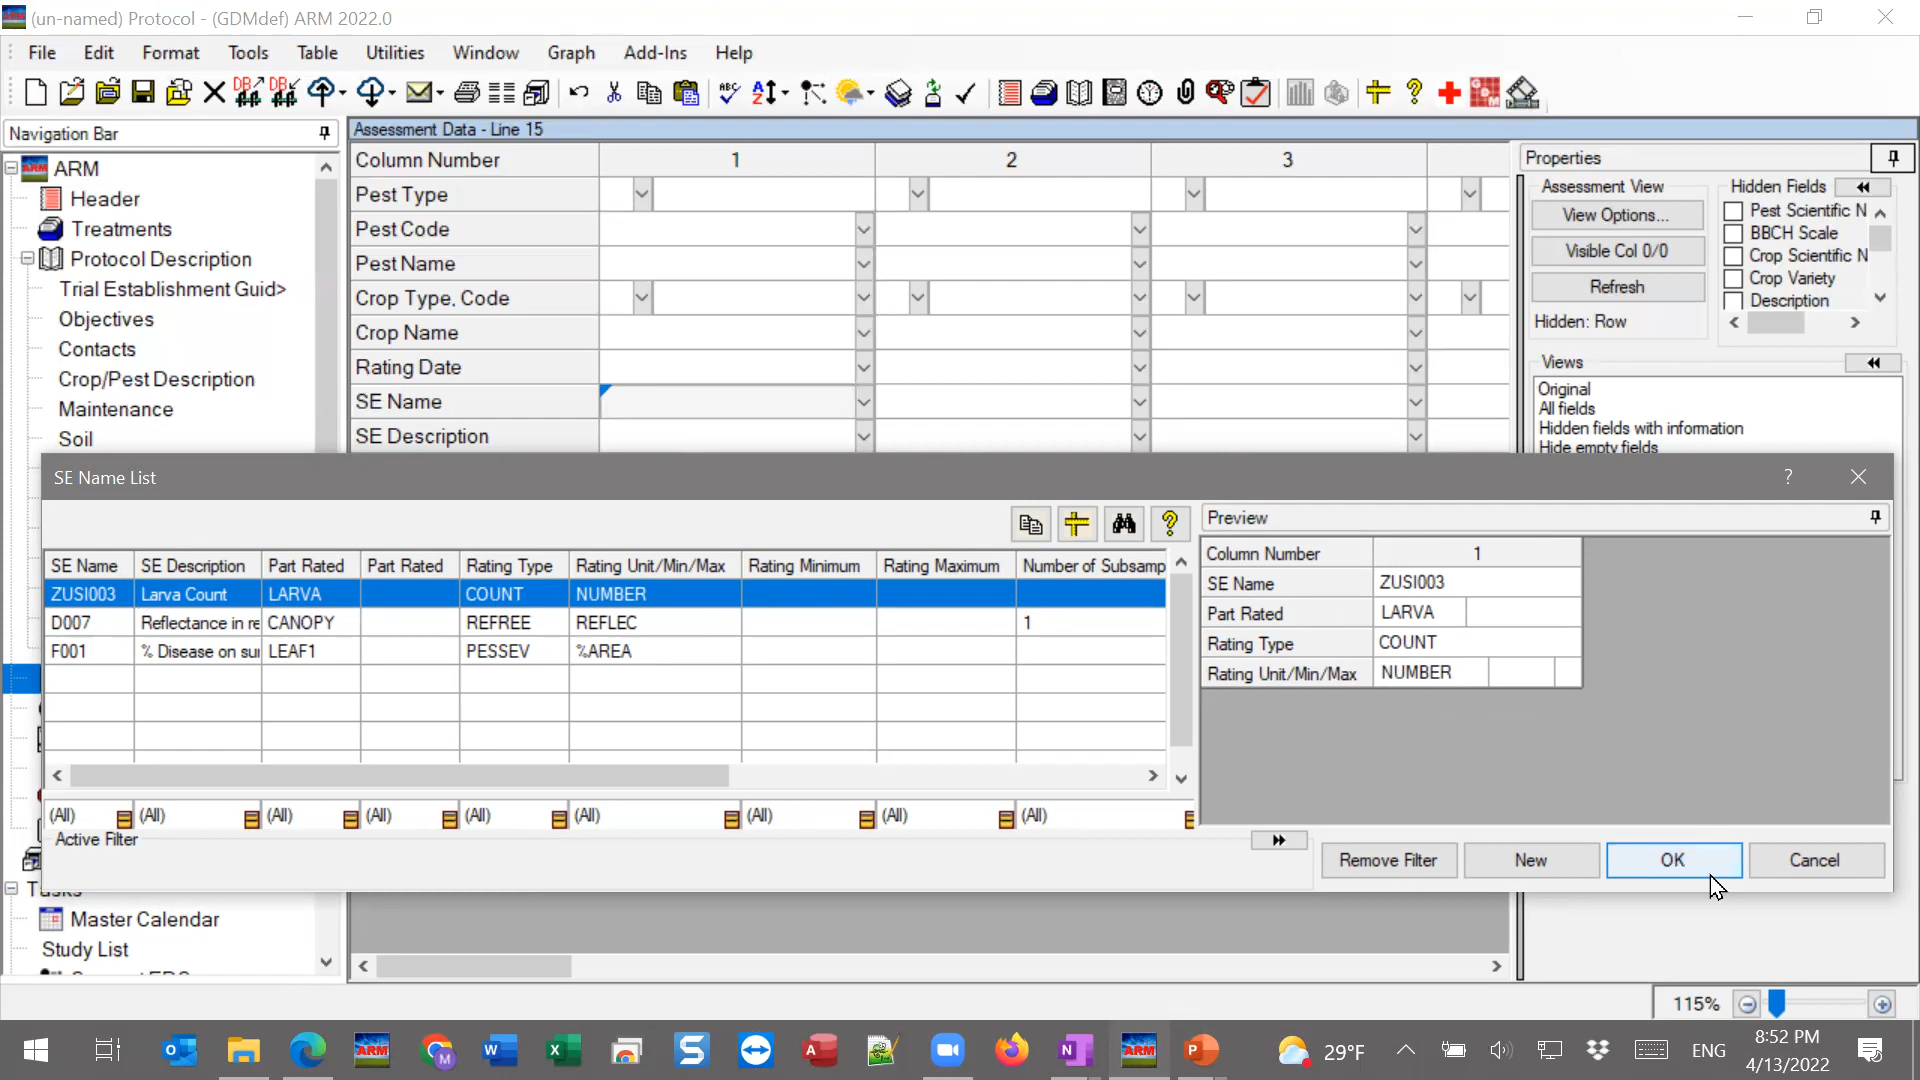 (un-named) Protocol - (GDMdef) ARM 2022.0
File Edit Format Tools Table Utilities Window Graph Add-Ins Help
Navigation Bar
ARM
Header
Treatments
Protocol Description
Trial Establishment Guid>
Objectives
Contacts
Crop/Pest Description
Maintenance
Soil
Master Calendar
Study List
Assessment Data - Line 15
Column Number 1 2 3
Pest Type
Pest Code
Pest Name
Crop Type, Code
Crop Name
Rating Date
SE Name
SE Description
Properties
Assessment View
View Options...
Visible Col 0/0
Refresh
Hidden: Row
Hidden Fields
Pest Scientific N
BBCH Scale
Crop Scientific N
Crop Variety
Description
Views
Original
All fields
Hidden fields with information
Hide empty fields
SE Name List
SE Name SE Description Part Rated Part Rated Rating Type Rating Unit/Min/Max Rating Minimum Rating Maximum Number of Subsamp
ZUSI003 Larva Count LARVA COUNT NUMBER
D007 Reflectance in re CANOPY REFREE REFLEC 1
F001 % Disease on sur LEAF1 PESSEV %AREA
(All) (All) (All) (All) (All) (All) (All) (All) (All)
Active Filter
Preview
Column Number 1
SE Name ZUSI003
Part Rated LARVA
Rating Type COUNT
Rating Unit/Min/Max NUMBER
Remove Filter New OK Cancel
115%
29°F
ENG
8:52 PM
4/13/2022